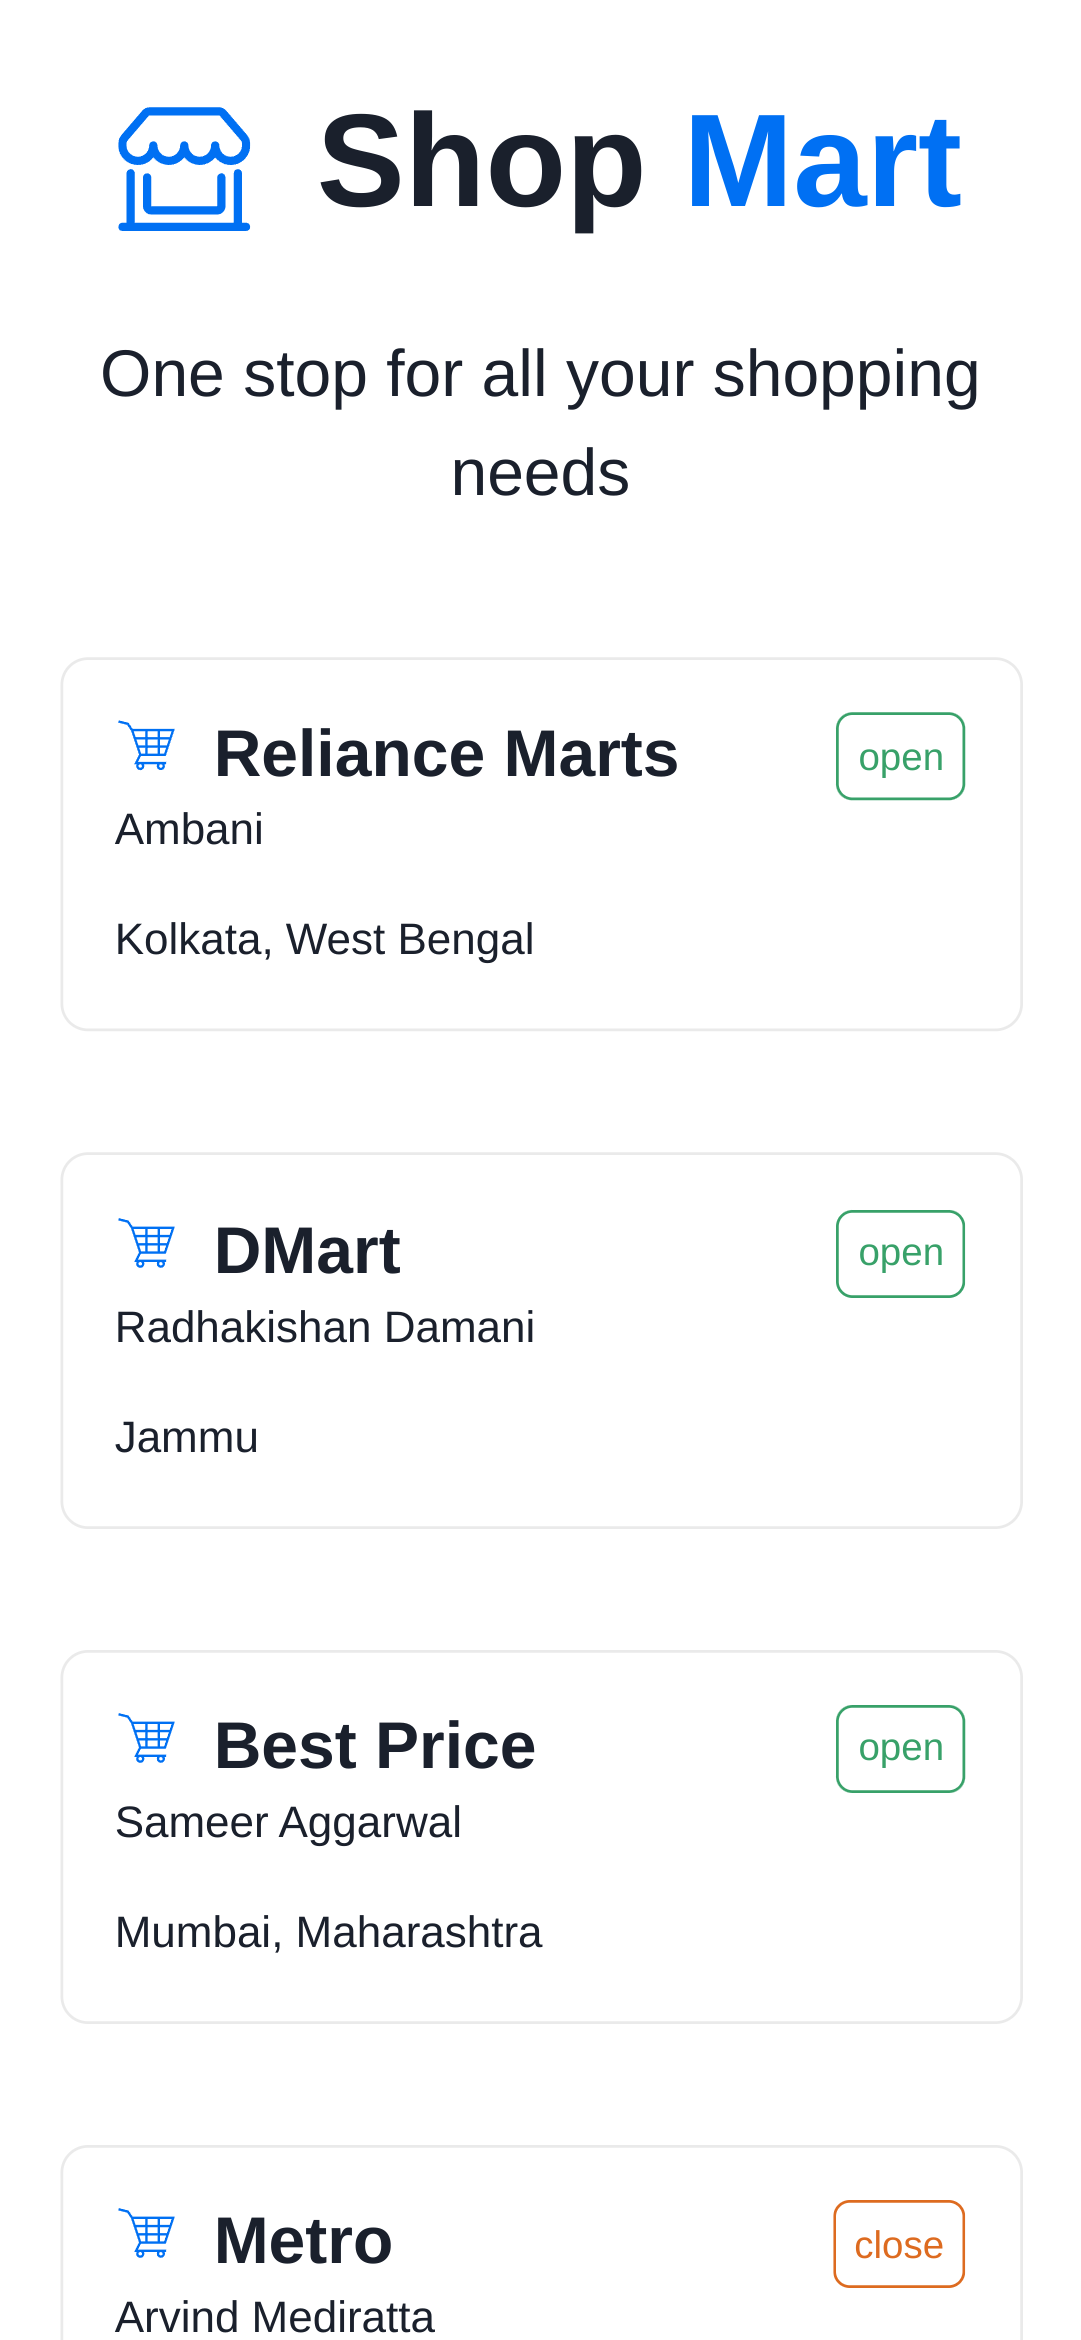 Shop Mart
One stop for all your shopping
needs
Reliance Marts
open
Ambani
Kolkata, West Bengal
DMart
open
Radhakishan Damani
Jammu
Best Price
open
Sameer Aggarwal
Mumbai, Maharashtra
Metro
close
Arvind Mediratta